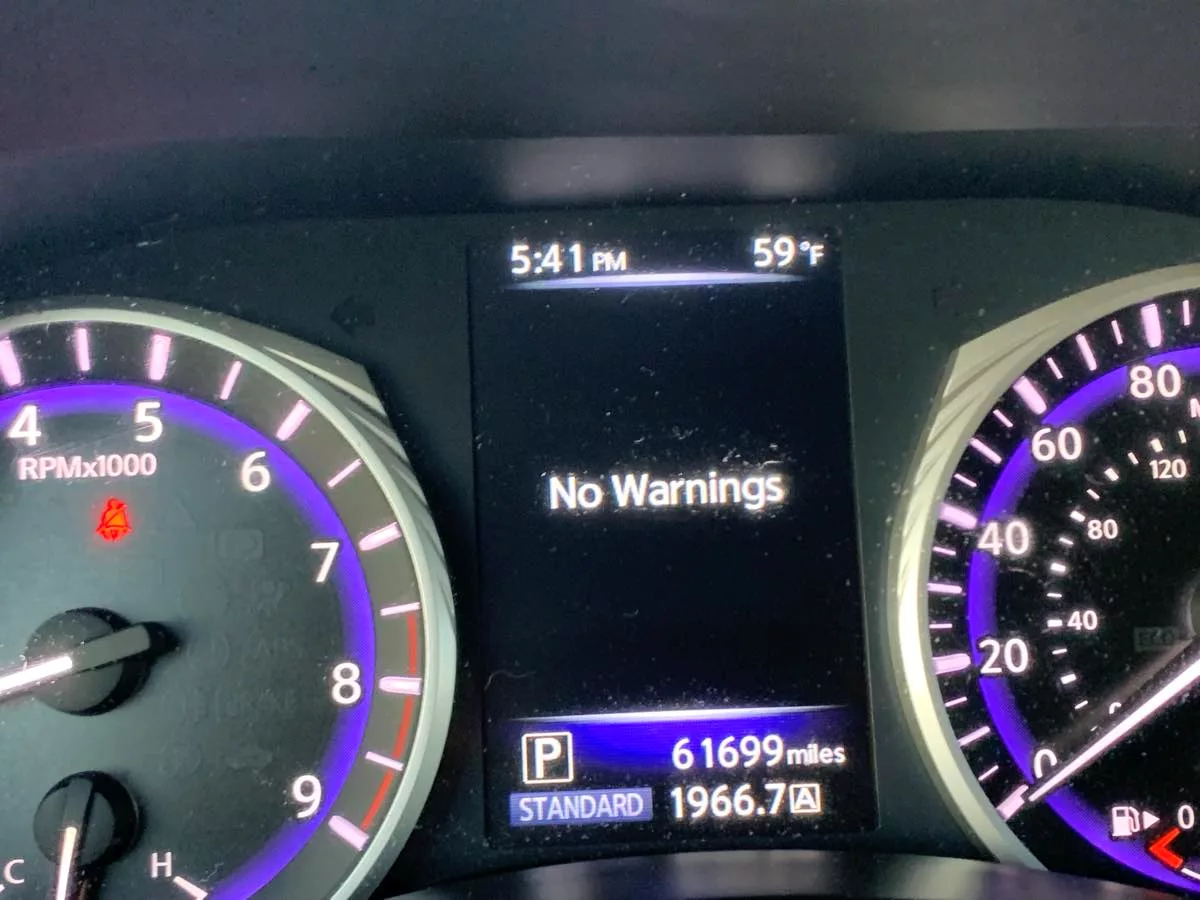 5:41 PM 59°F
4 5 6 7 8 9
RPMx1000
No Warnings
80 60 40 20 0
120 80 40
P 61699 miles
STANDARD 1966.7 A
C H
0